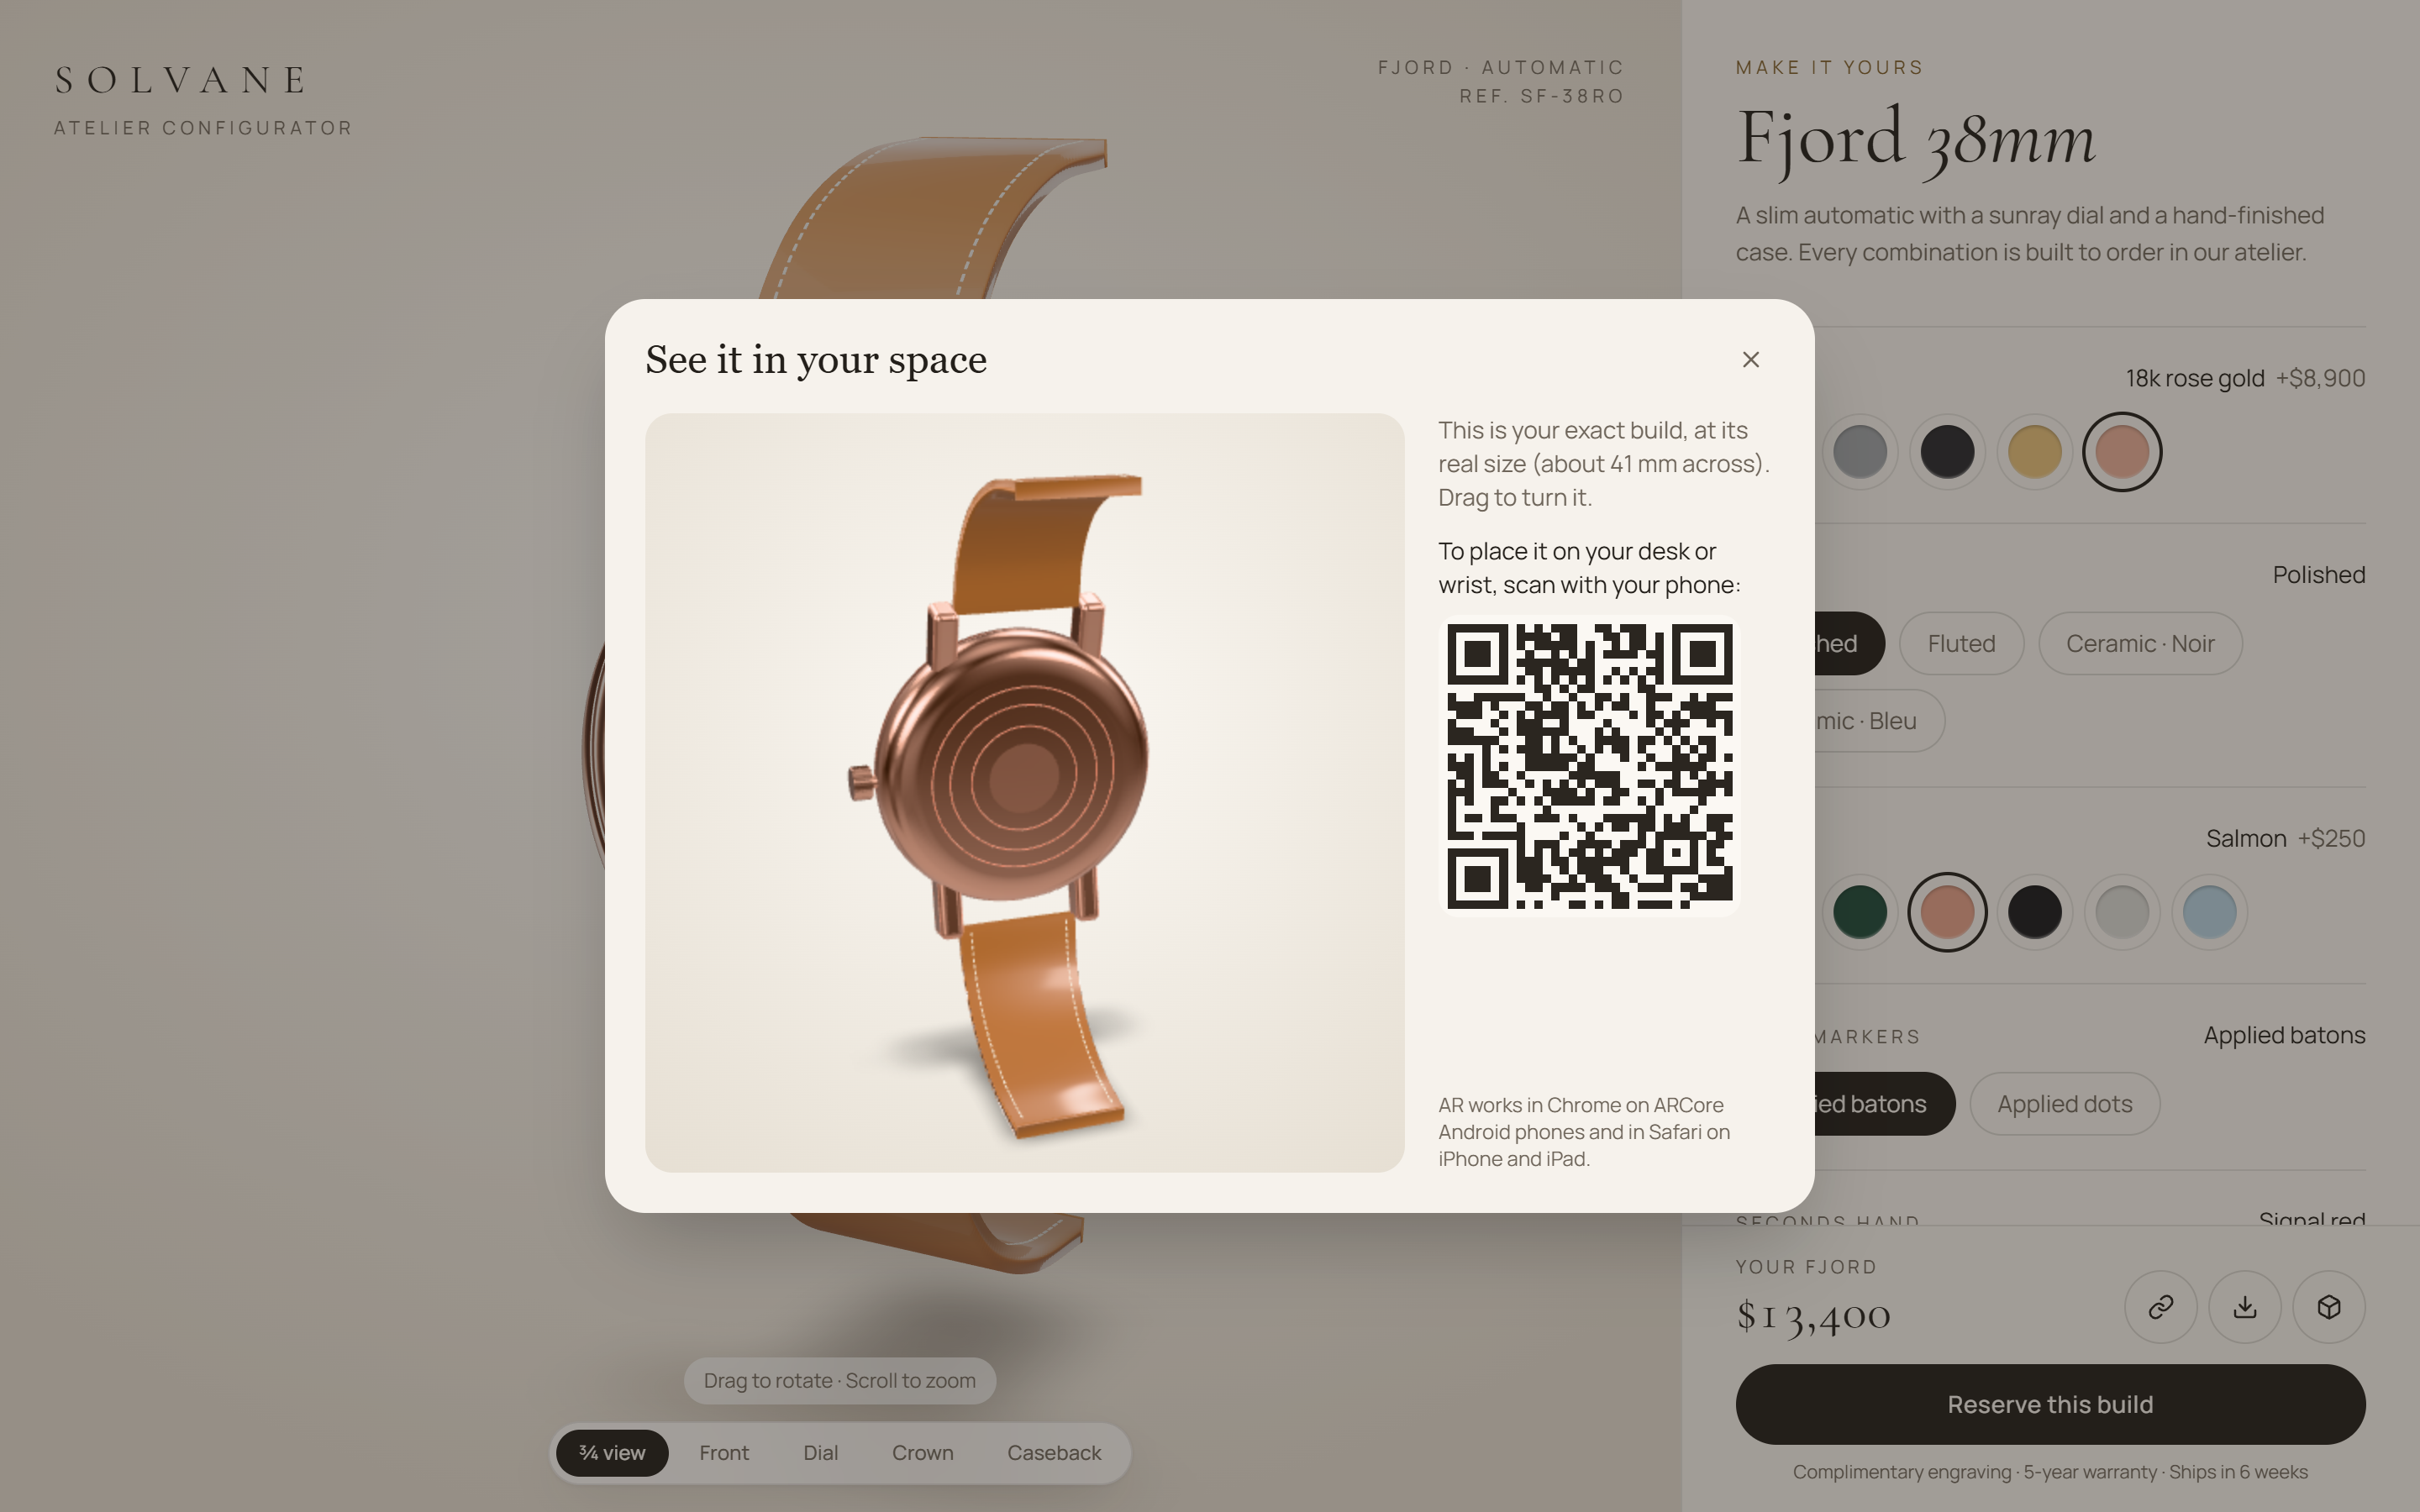 SOLVANE
ATELIER CONFIGURATOR
FJORD · AUTOMATIC
REF. SF-38RO
MAKE IT YOURS
Fjord 38mm
A slim automatic with a sunray dial and a hand-finished
case. Every combination is built to order in our atelier.
18k rose gold +$8,900
Polished
hed
Fluted
Ceramic · Noir
mic · Bleu
Salmon +$250
MARKERS
Applied batons
ied batons
Applied dots
SECONDS HAND
Signal red
See it in your space
This is your exact build, at its
real size (about 41 mm across).
Drag to turn it.
To place it on your desk or
wrist, scan with your phone:
AR works in Chrome on ARCore
Android phones and in Safari on
iPhone and iPad.
YOUR FJORD
$13,400
Reserve this build
Complimentary engraving · 5-year warranty · Ships in 6 weeks
Drag to rotate · Scroll to zoom
¾ view
Front
Dial
Crown
Caseback